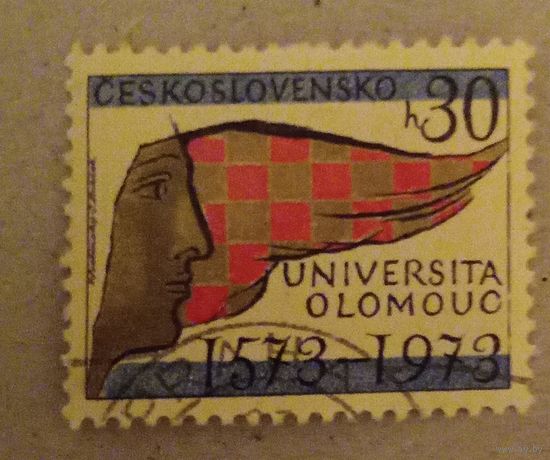 ČESKOSLOVENSKO
h30
UNIVERSITA
OLOMOUC
1573–1973